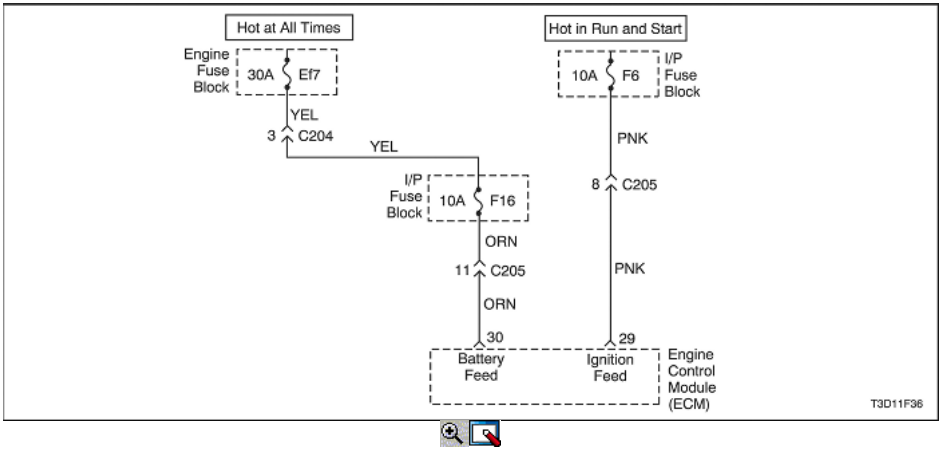 Hot at All Times
Hot in Run and Start
Engine
Fuse
Block
30A
Ef7
10A
F6
I/P
Fuse
Block
YEL
3
C204
YEL
PNK
I/P
Fuse
Block
10A
F16
8
C205
ORN
11
C205
PNK
ORN
30
29
Battery
Feed
Ignition
Feed
Engine
Control
Module
(ECM)
T3D11F36